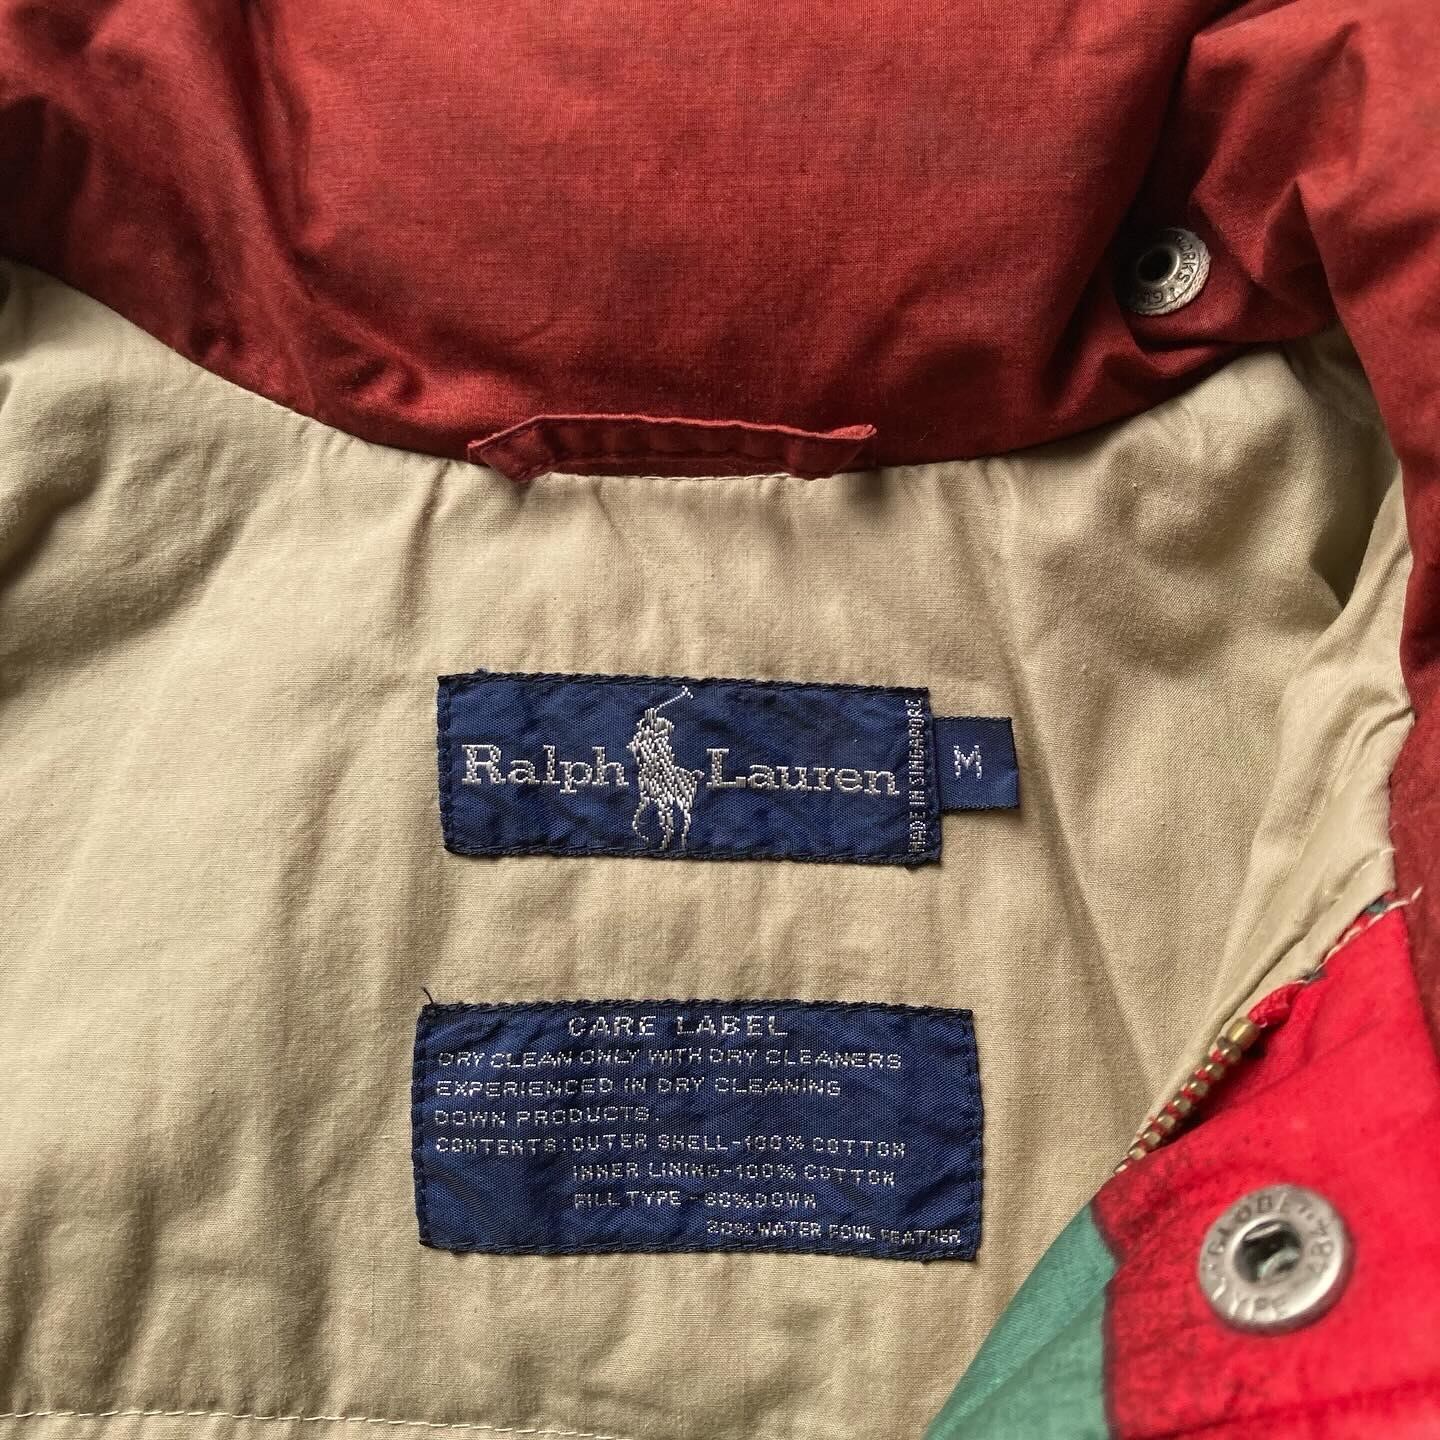 Ralph Lauren
MADE IN SINGAPORE
M
CARE LABEL
DRY CLEAN ONLY WITH DRY CLEANERS
EXPERIENCED IN DRY CLEANING
DOWN PRODUCTS.
CONTENTS: OUTER SHELL-100% COTTON
INNER LINING-100% COTTON
FILL TYPE - 80% DOWN
20% WATER FOWL FEATHER